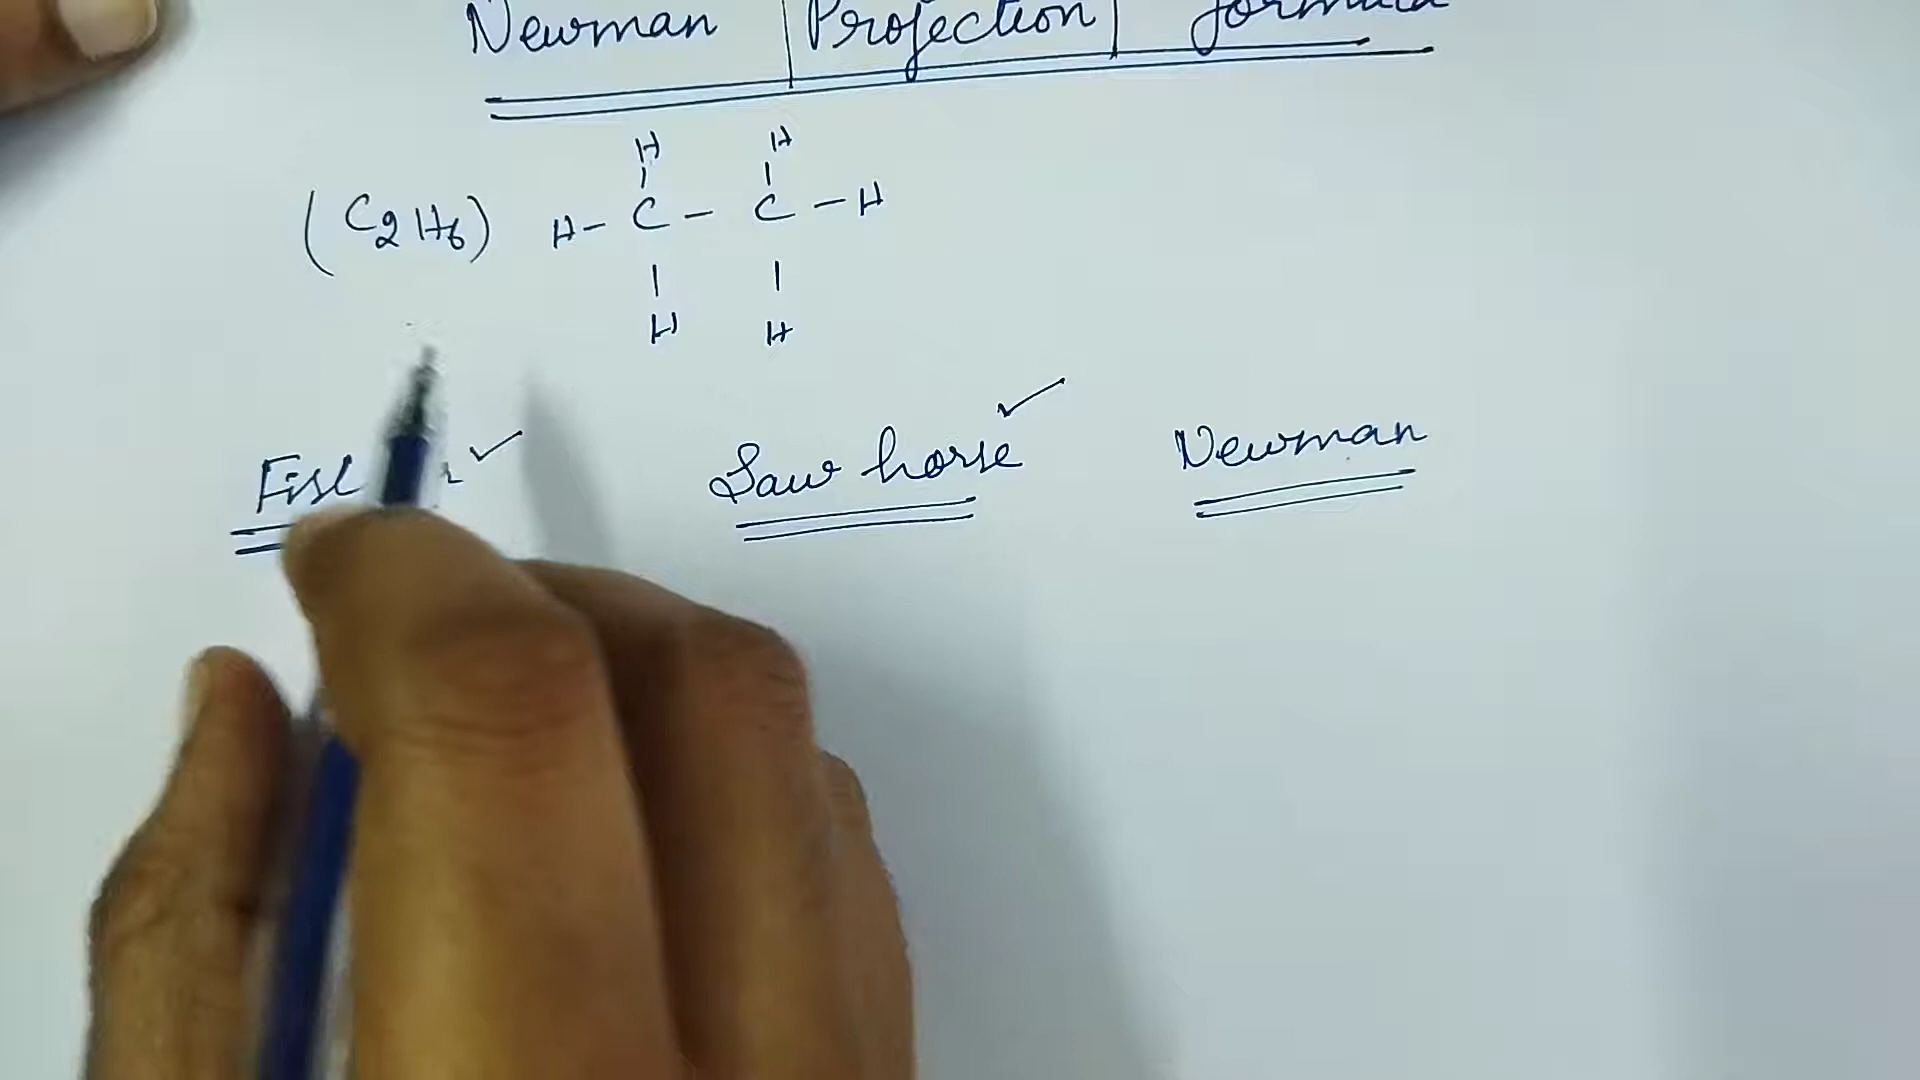 Newman Projection formula
H H
(C2H6) H- C - C -H
H H
Saw horse Newman